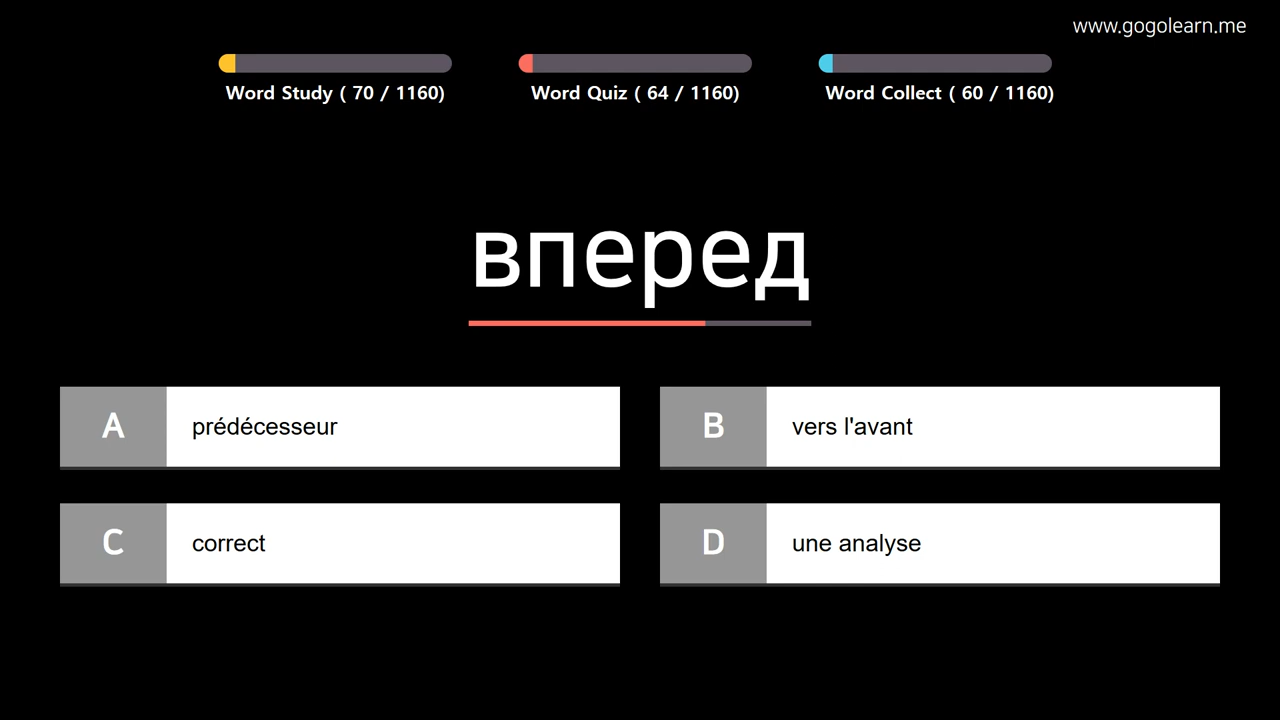 www.gogolearn.me
Word Study ( 70 / 1160)
Word Quiz ( 64 / 1160)
Word Collect ( 60 / 1160)
вперед
A prédécesseur
B vers l'avant
C correct
D une analyse